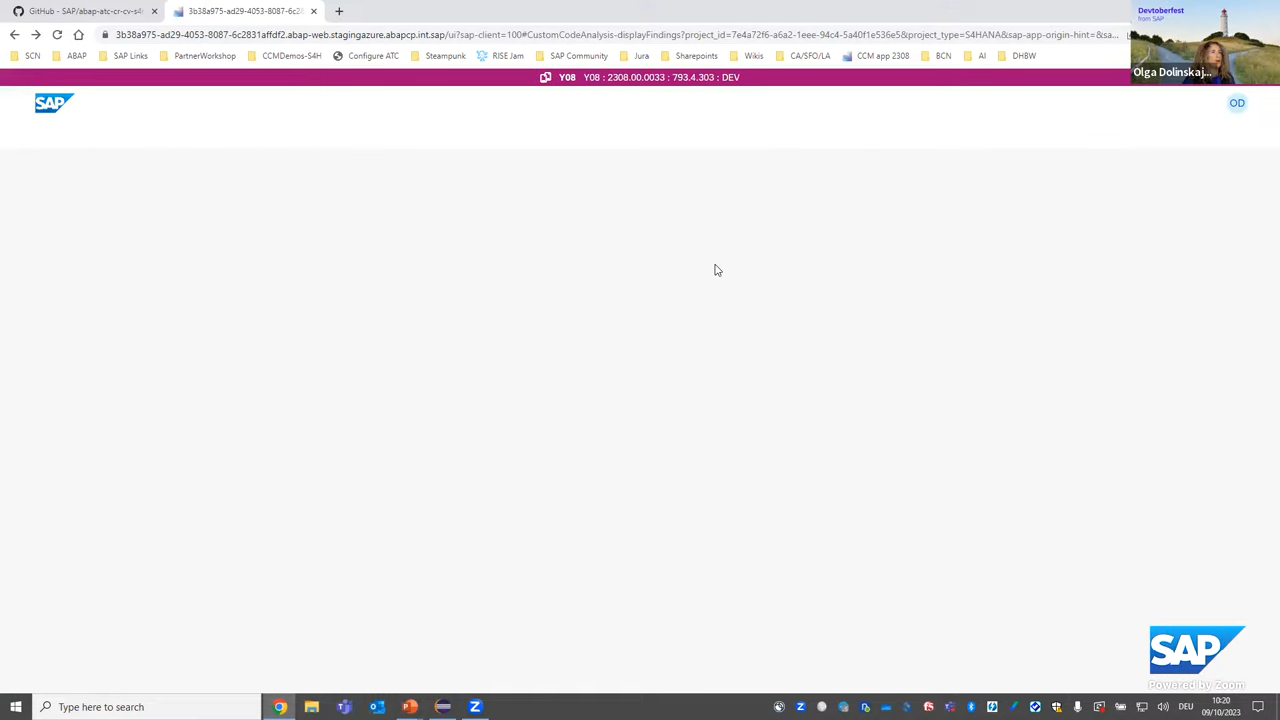 GitHub - SAP/abap-atc-cr-cv-s4
3b38a975-ad29-4053-8087-6c28
3b38a975-ad29-4053-8087-6c2831affdf2.abap-web.stagingazure.abapcp.int.sap/ui?sap-client=100#CustomCodeAnalysis-displayFindings?project_id=7e4a72f6-a6a2-1eee-94c4-5a40f1e536e5&project_type=S4HANA&sap-app-origin-hint=&sa...
SCN ABAP SAP Links PartnerWorkshop CCMDemos-S4H Configure ATC Steampunk RISE Jam SAP Community Jura Sharepoints Wikis CA/SFO/LA CCM app 2308 BCN AI DHBW
Devtoberfest
from SAP
Olga Dolinskaj...
Y08 Y08 : 2308.00.0033 : 793.4.303 : DEV
SAP
OD
SAP
Powered by Zoom
Type here to search
DEU
10:20
09/10/2023